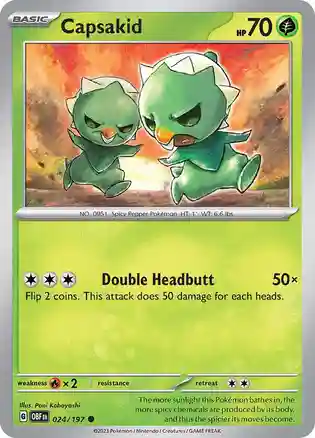 BASIC
Capsakid
HP 70
NO. 0951 Spicy Pepper Pokémon HT: 1' WT: 6.6 lbs.
Double Headbutt 50×
Flip 2 coins. This attack does 50 damage for each heads.
weakness ×2 resistance retreat
Illus. Poni Kobayashi
G OBF EN 024/197
The more sunlight this Pokémon bathes in, the
more spicy chemicals are produced by its body,
and thus the spicier its moves become.
©2023 Pokémon / Nintendo / Creatures / GAME FREAK